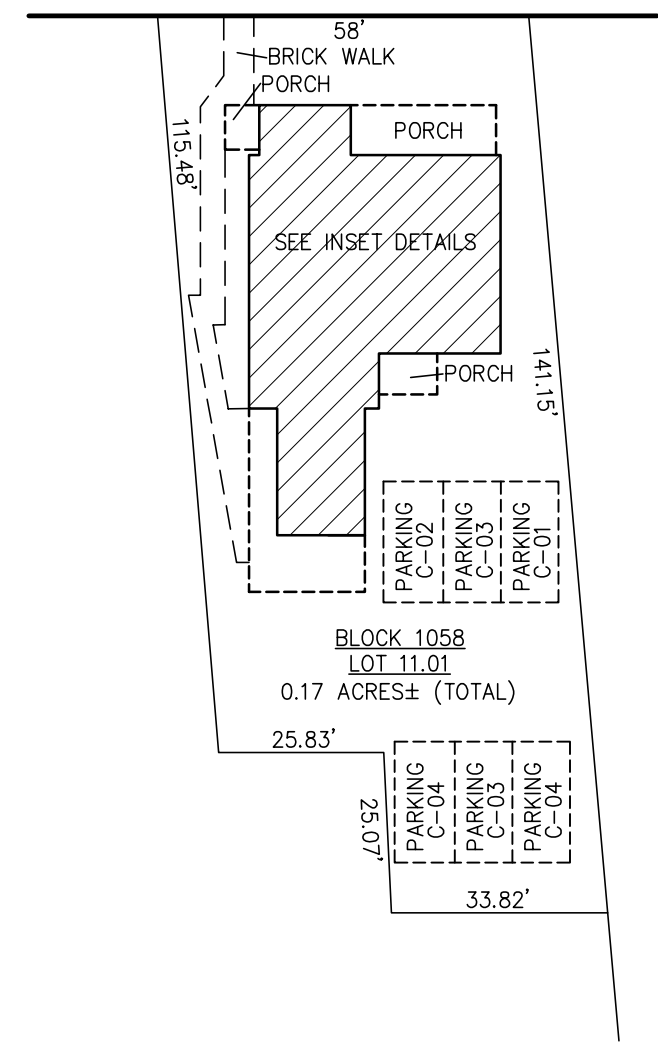 58'
BRICK WALK
PORCH
PORCH
115.48'
SEE INSET DETAILS
PORCH
141.15'
PARKING
C-02
PARKING
C-03
PARKING
C-01
BLOCK 1058
LOT 11.01
0.17 ACRES± (TOTAL)
25.83'
25.07'
PARKING
C-04
PARKING
C-03
PARKING
C-04
33.82'